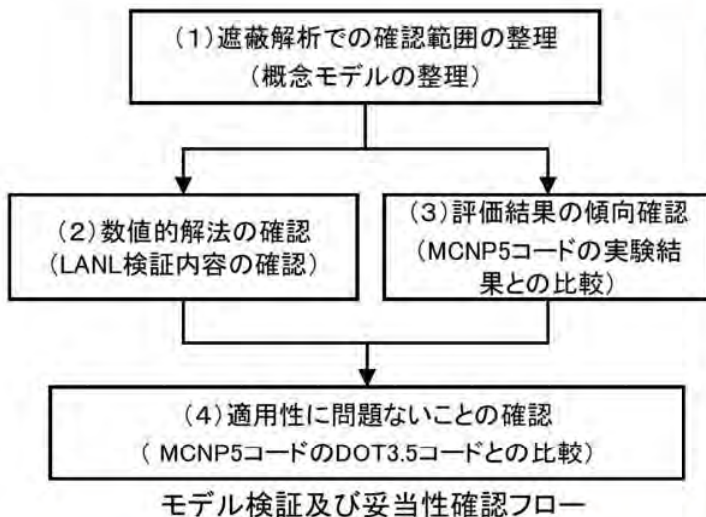 (1)遮蔽解析での確認範囲の整理
(概念モデルの整理)
(2)数値的解法の確認
(LANL検証内容の確認)
(3)評価結果の傾向確認
(MCNP5コードの実験結
果との比較)
(4)適用性に問題ないことの確認
( MCNP5コードのDOT3.5コードとの比較)
モデル検証及び妥当性確認フロー